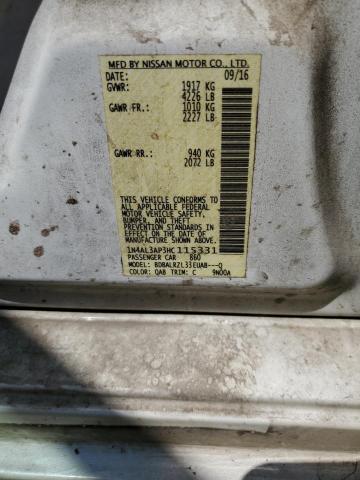 MFD BY NISSAN MOTOR CO., LTD.
DATE: 09/16
GVWR: 1917 KG
4226 LB
GAWR FR: 1010 KG
2227 LB
GAWR RR: 940 KG
2072 LB
THIS VEHICLE CONFORMS TO ALL
APPLICABLE FEDERAL
MOTOR VEHICLE SAFETY,
BUMPER, AND THEFT
PREVENTION STANDARDS IN
EFFECT ON THE DATE OF
MANUFACTURE SHOWN ABOVE.
1N4AL3AP3HC115331
PASSENGER CAR 860
MODEL: BDBALRZL33EUAB---Q
COLOR: QAB TRIM: C 9N00A